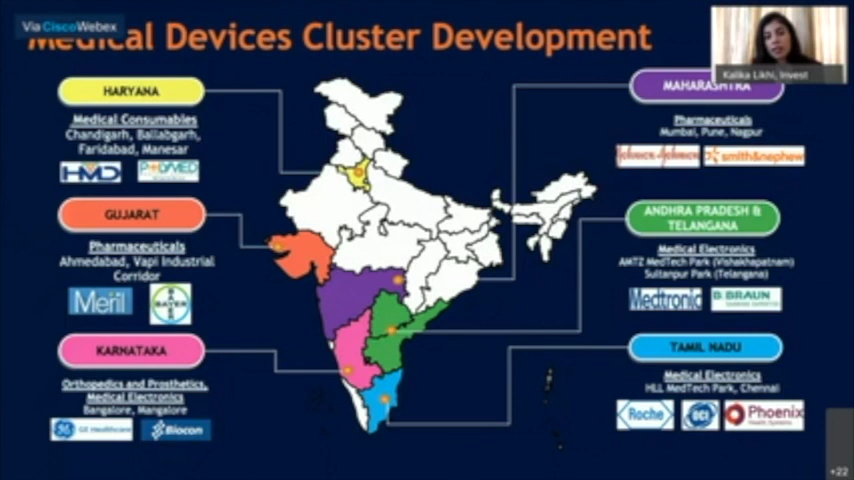 Via Cisco Webex
Medical Devices Cluster Development
Kalika Likhi, Invest
HARYANA
Medical Consumables
Chandigarh, Ballabgarh,
Faridabad, Manesar
HMD
POLYMED
GUJARAT
Pharmaceuticals
Ahmedabad, Vapi Industrial
Corridor
Meril
BAYER
KARNATAKA
Orthopedics and Prosthetics,
Medical Electronics
Bangalore, Mangalore
GE Healthcare
Biocon
MAHARASHTRA
Pharmaceuticals
Mumbai, Pune, Nagpur
Johnson & Johnson
smith&nephew
ANDHRA PRADESH &
TELANGANA
Medical Electronics
AMTZ MedTech Park (Vishakhapatnam)
Sultanpur Park (Telangana)
Medtronic
B.BRAUN
TAMIL NADU
Medical Electronics
HLL MedTech Park, Chennai
Roche
Phoenix
Health Systems
+22